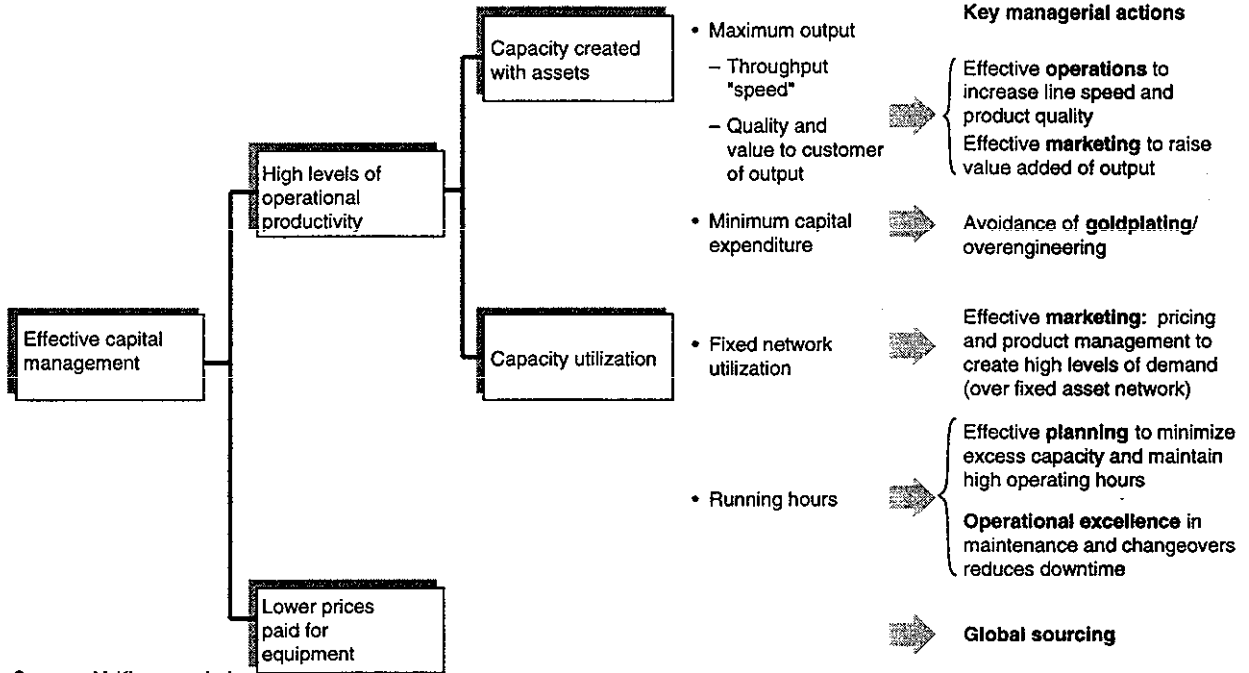 Key managerial actions
Effective capital
management
High levels of
operational
productivity
Lower prices
paid for
equipment
Capacity created
with assets
Capacity utilization
• Maximum output
– Throughput
"speed"
– Quality and
value to customer
of output
• Minimum capital
expenditure
• Fixed network
utilization
• Running hours
Effective operations to
increase line speed and
product quality
Effective marketing to raise
value added of output
Avoidance of goldplating/
overengineering
Effective marketing: pricing
and product management to
create high levels of demand
(over fixed asset network)
Effective planning to minimize
excess capacity and maintain
high operating hours
Operational excellence in
maintenance and changeovers
reduces downtime
Global sourcing